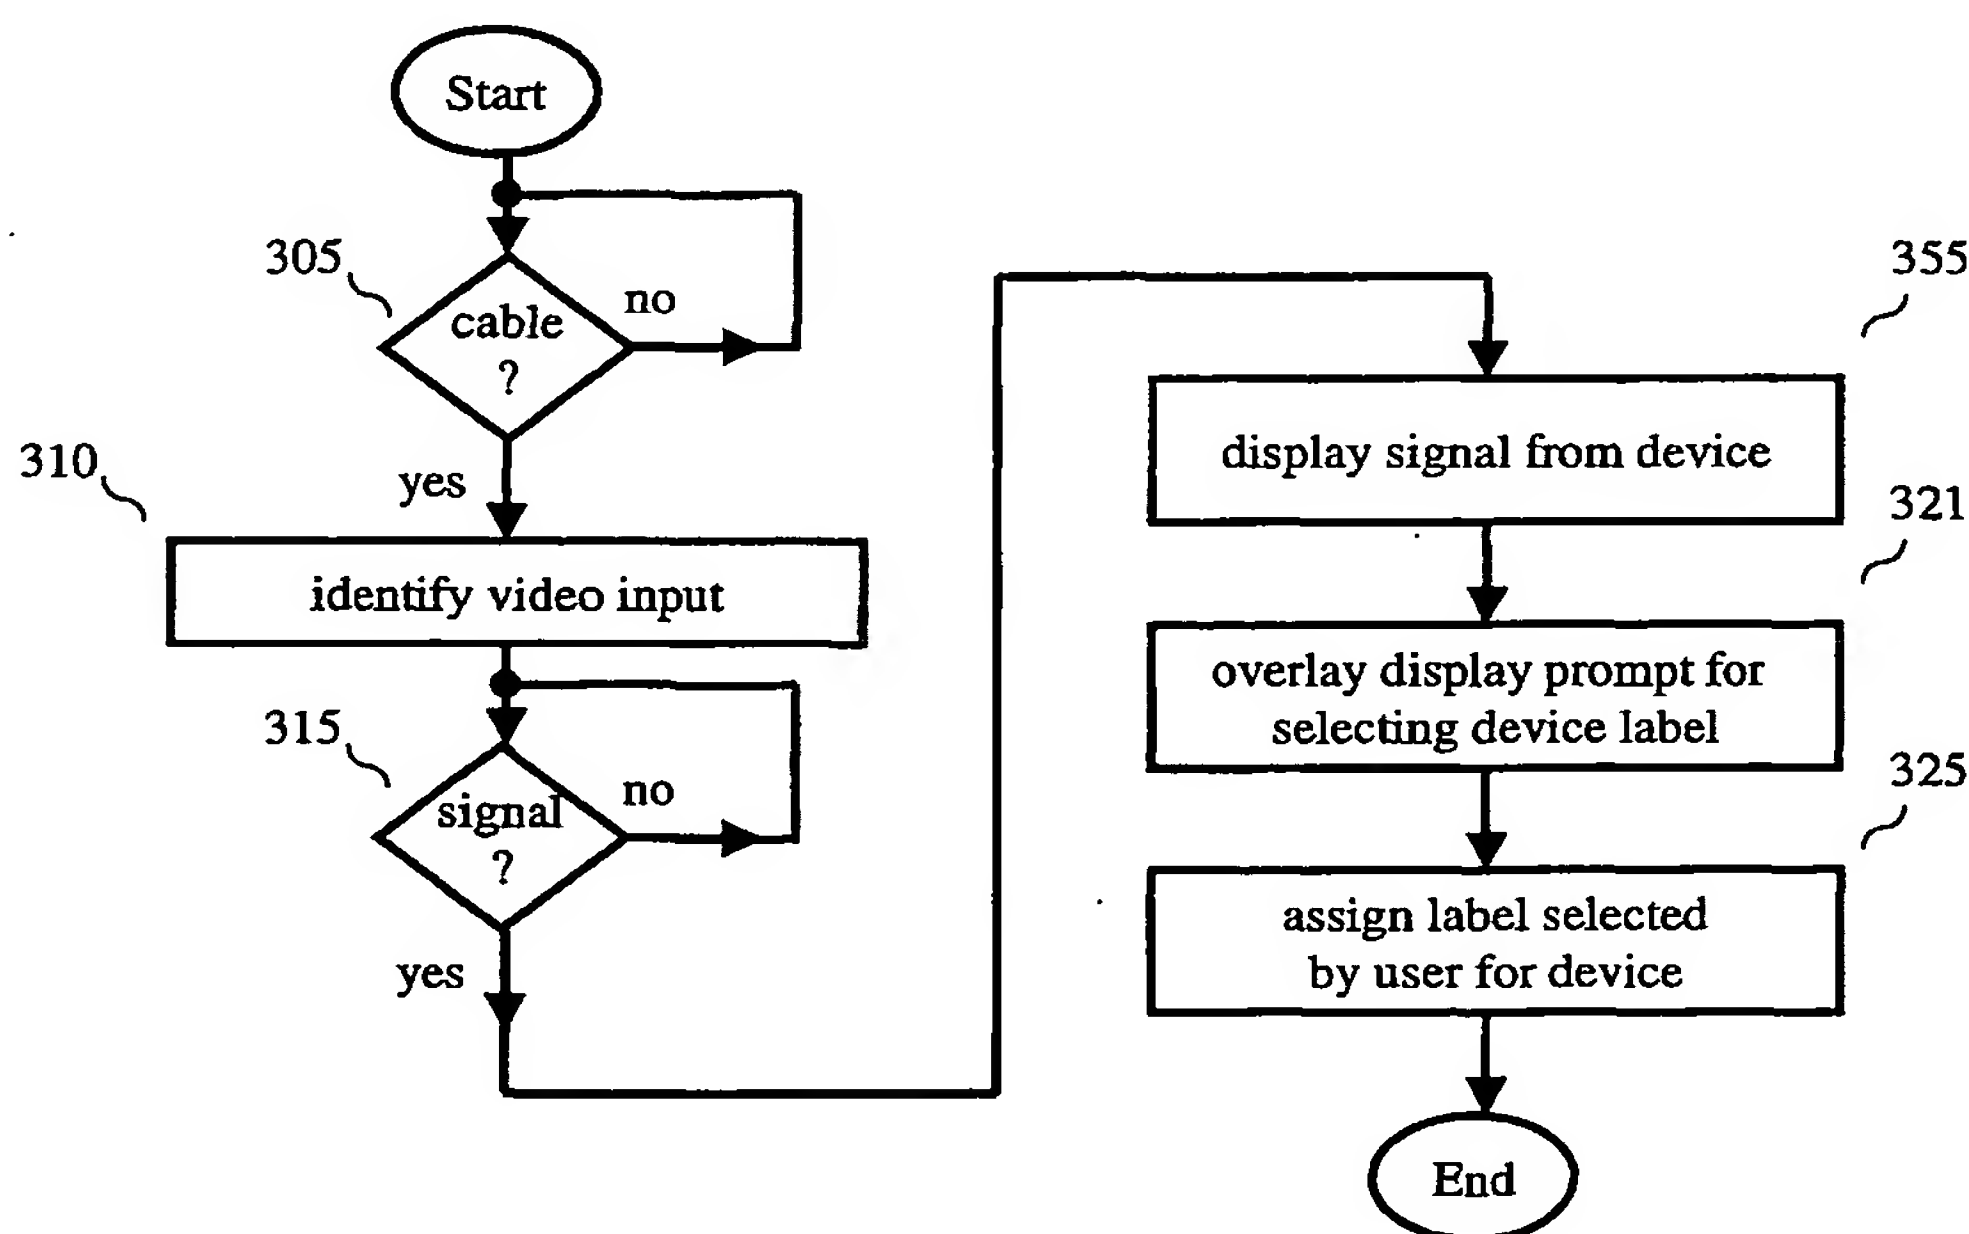 Start
305
cable
?
no
yes
310
identify video input
315
signal
?
no
yes
355
display signal from device
321
overlay display prompt for
selecting device label
325
assign label selected
by user for device
End